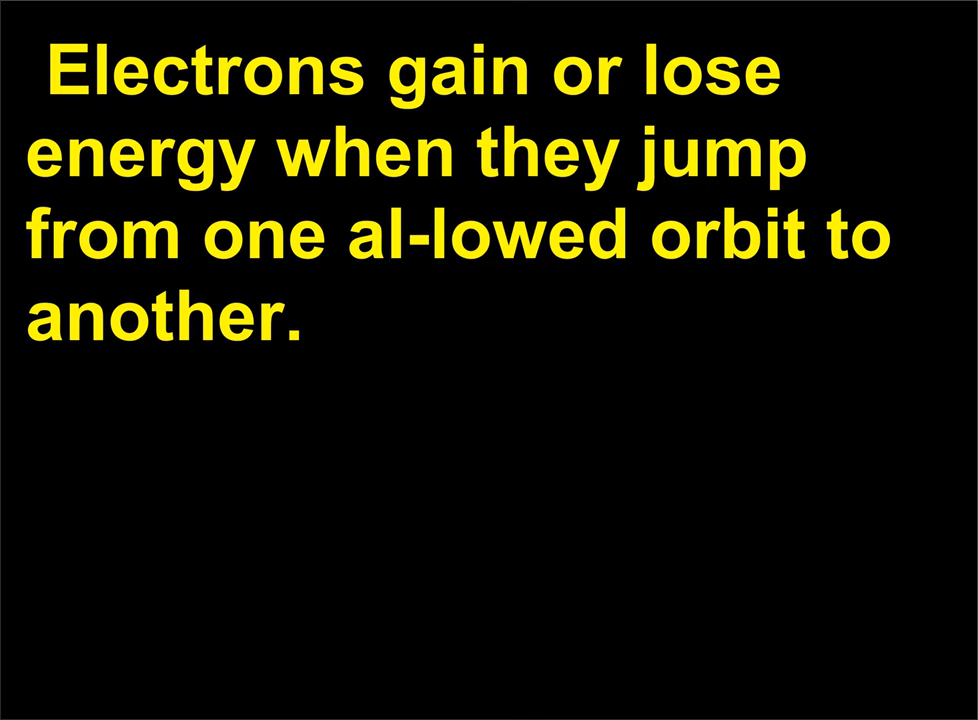 Electrons gain or lose
energy when they jump
from one al-lowed orbit to
another.